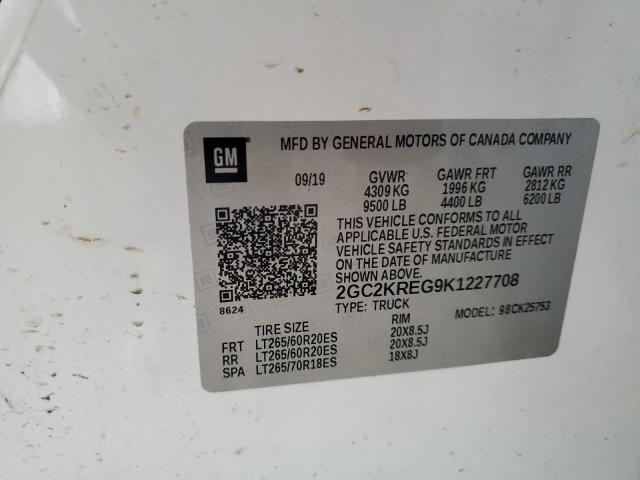 GM
MFD BY GENERAL MOTORS OF CANADA COMPANY
09/19 GVWR GAWR FRT GAWR RR
4309 KG 1996 KG 2812 KG
9500 LB 4400 LB 6200 LB
THIS VEHICLE CONFORMS TO ALL
APPLICABLE U.S. FEDERAL MOTOR
VEHICLE SAFETY STANDARDS IN EFFECT
ON THE DATE OF MANUFACTURE
SHOWN ABOVE.
2GC2KREG9K1227708
8624
TYPE: TRUCK MODEL: 98CK25753
TIRE SIZE RIM
FRT LT265/60R20ES 20X8.5J
RR LT265/60R20ES 20X8.5J
SPA LT265/70R18ES 18X8J